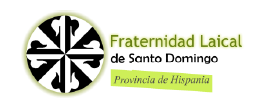 Fraternidad Laical
de Santo Domingo
Provincia de Hispania